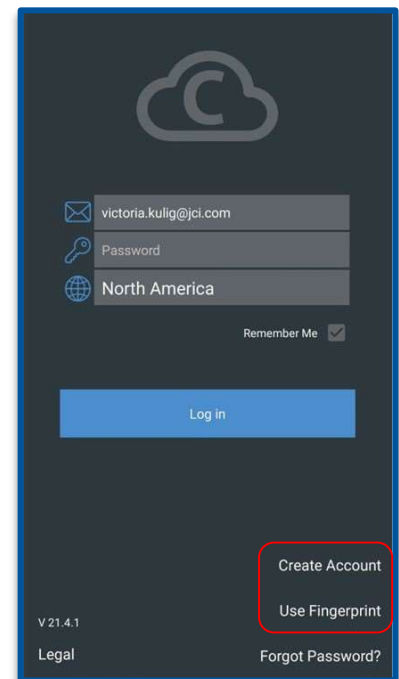 C
victoria.kulig@jci.com
Password
North America
Remember Me
Log in
Create Account
Use Fingerprint
V 21.4.1
Legal
Forgot Password?